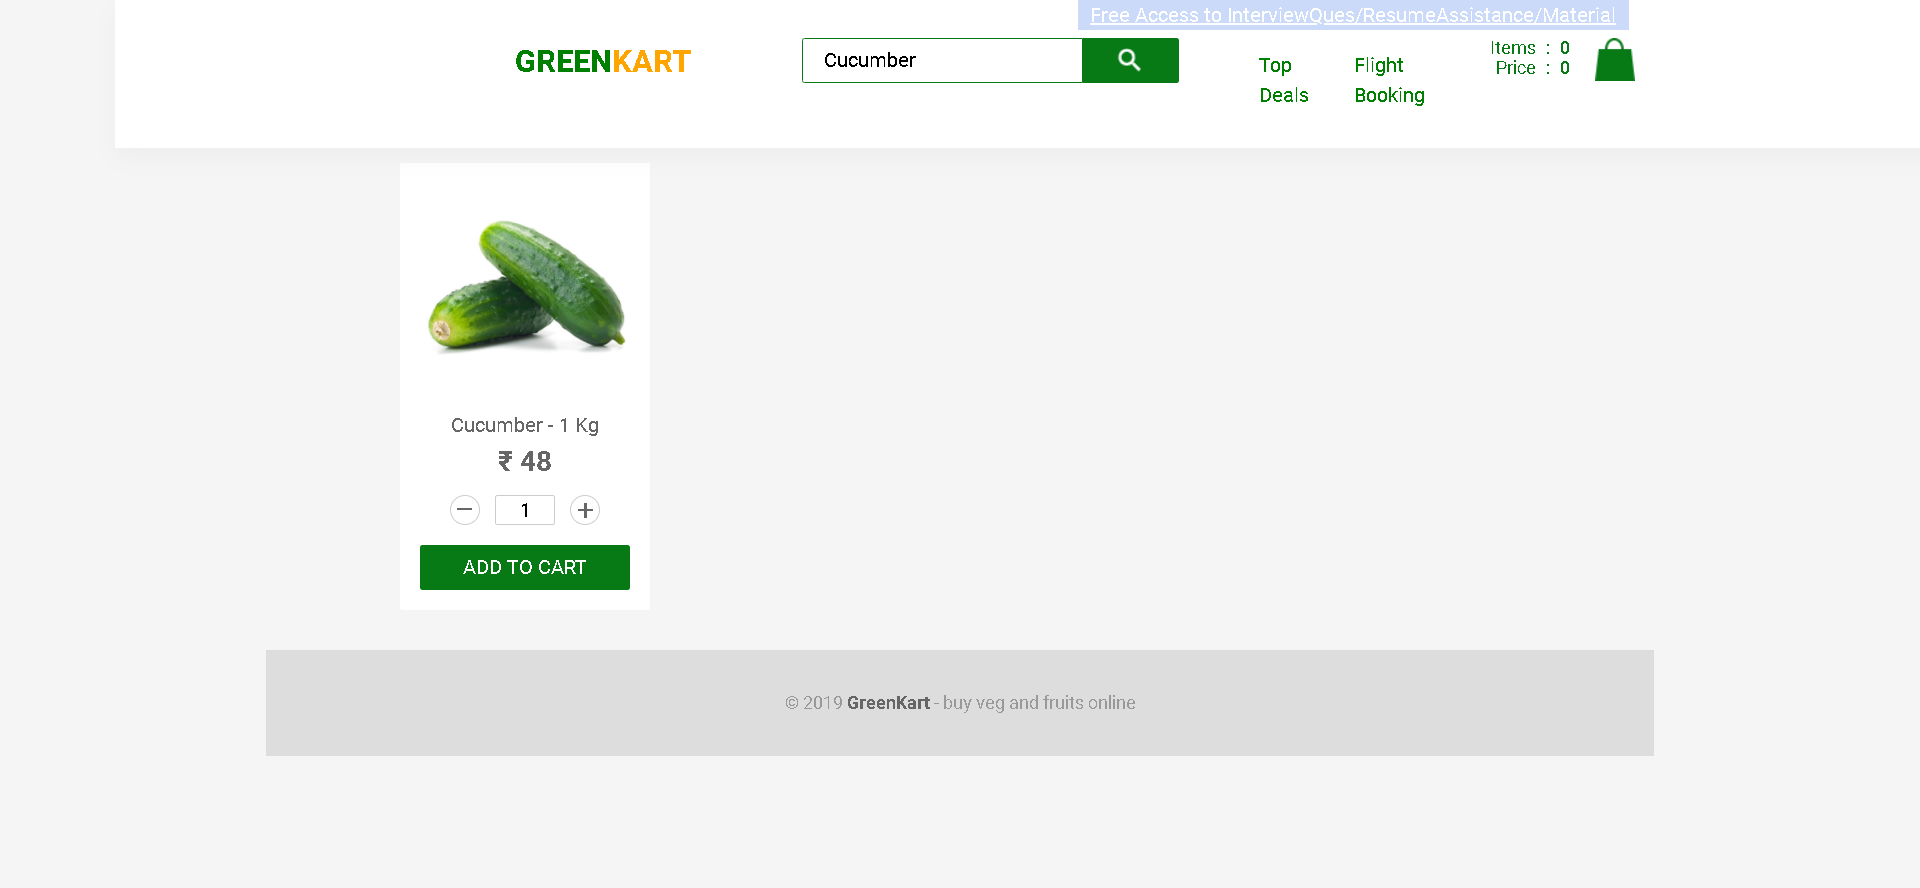 Free Access to InterviewQues/ResumeAssistance/Material
GREENKART
Cucumber
Top Deals
Flight Booking
Items : 0
Price : 0
Cucumber - 1 Kg
₹ 48
1
ADD TO CART
© 2019 GreenKart - buy veg and fruits online